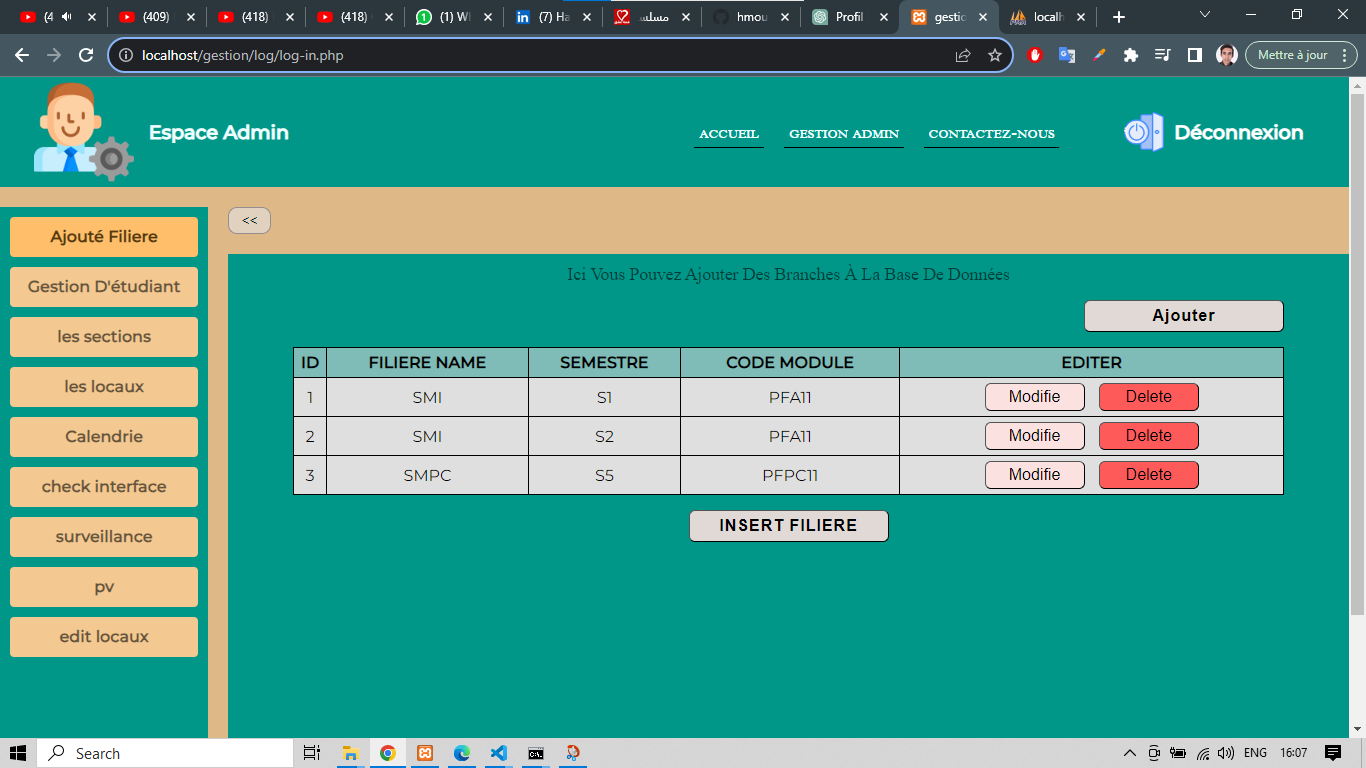 (4
(409)
(418)
(418)
(1) W
(7) Ha
مسلس
hmou
Profil
gestio
localh
localhost/gestion/log/log-in.php
Mettre à jour
Espace Admin
ACCUEIL
GESTION ADMIN
CONTACTEZ-NOUS
Déconnexion
Ajouté Filiere
Gestion D'étudiant
les sections
les locaux
Calendrie
check interface
surveillance
pv
edit locaux
<<
Ici Vous Pouvez Ajouter Des Branches À La Base De Données
Ajouter
ID FILIERE NAME SEMESTRE CODE MODULE EDITER
1 SMI S1 PFA11 Modifie Delete
2 SMI S2 PFA11 Modifie Delete
3 SMPC S5 PFPC11 Modifie Delete
INSERT FILIERE
Search
ENG 16:07